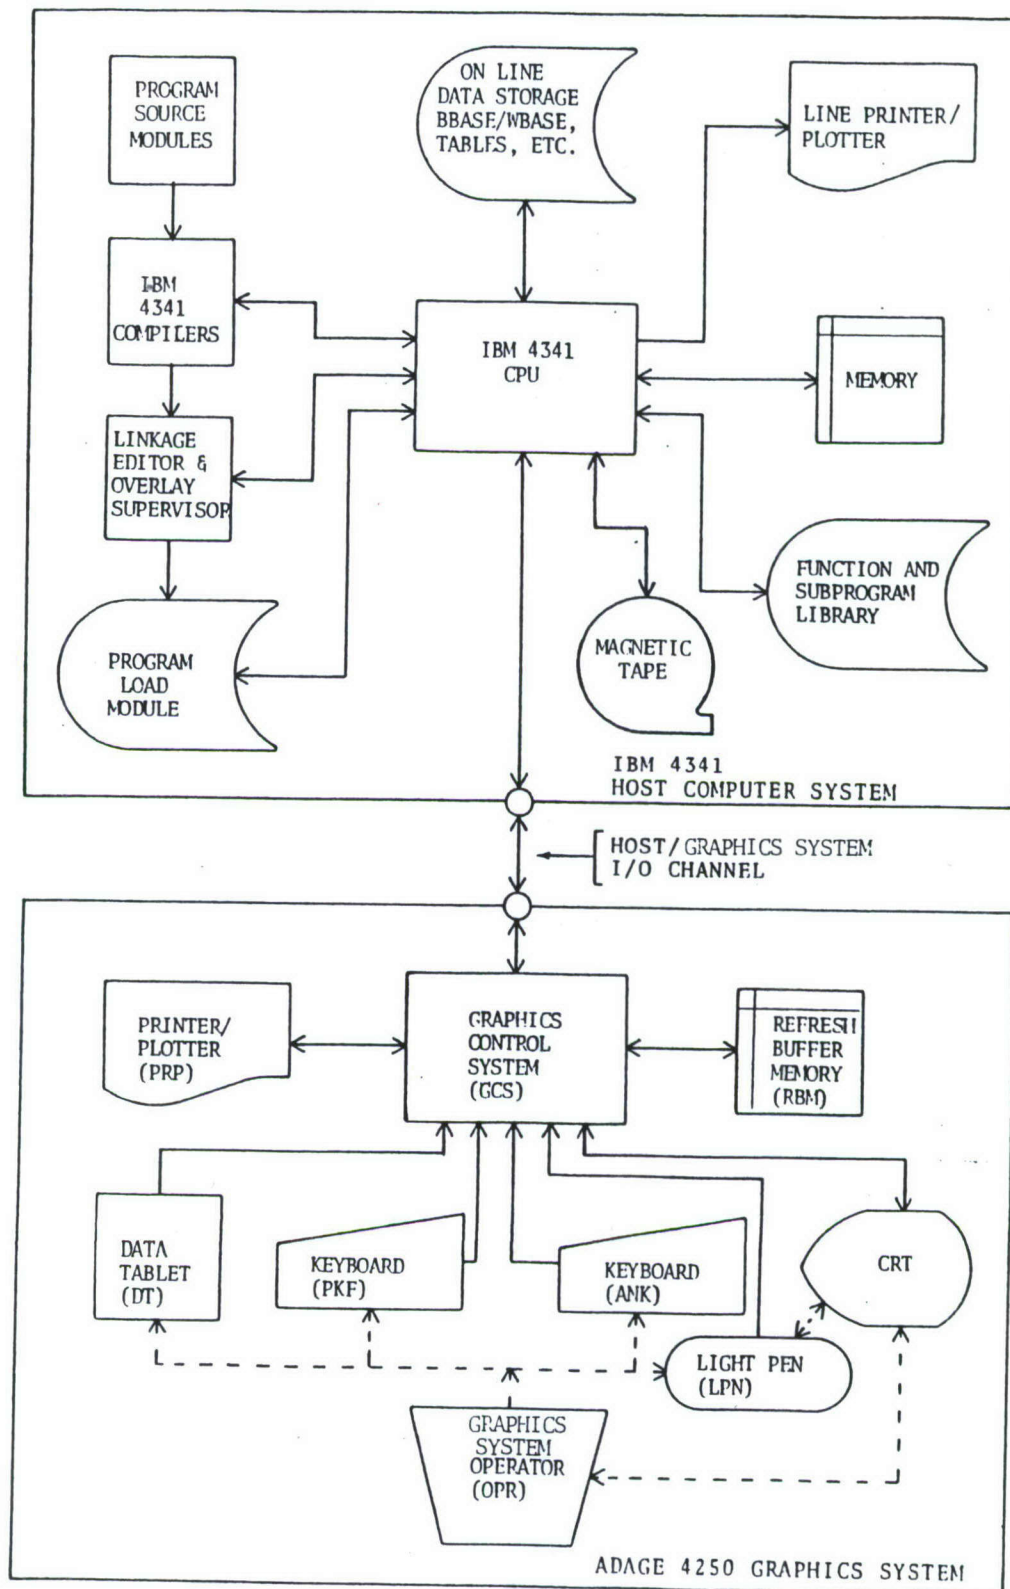 PROGRAM
SOURCE
MODULES
ON LINE
DATA STORAGE
BBASE/WBASE,
TABLES, ETC.
LINE PRINTER/
PLOTTER
IBM
4341
COMPILERS
IBM 4341
CPU
MEMORY
LINKAGE
EDITOR &
OVERLAY
SUPERVISOR
FUNCTION AND
SUBPROGRAM
LIBRARY
PROGRAM
LOAD
MODULE
MAGNETIC
TAPE
IBM 4341
HOST COMPUTER SYSTEM
HOST/GRAPHICS SYSTEM
I/O CHANNEL
PRINTER/
PLOTTER
(PRP)
GRAPHICS
CONTROL
SYSTEM
(GCS)
REFRESH
BUFFER
MEMORY
(RBM)
DATA
TABLET
(DT)
KEYBOARD
(PKF)
KEYBOARD
(ANK)
CRT
LIGHT PEN
(LPN)
GRAPHICS
SYSTEM
OPERATOR
(OPR)
ADAGE 4250 GRAPHICS SYSTEM